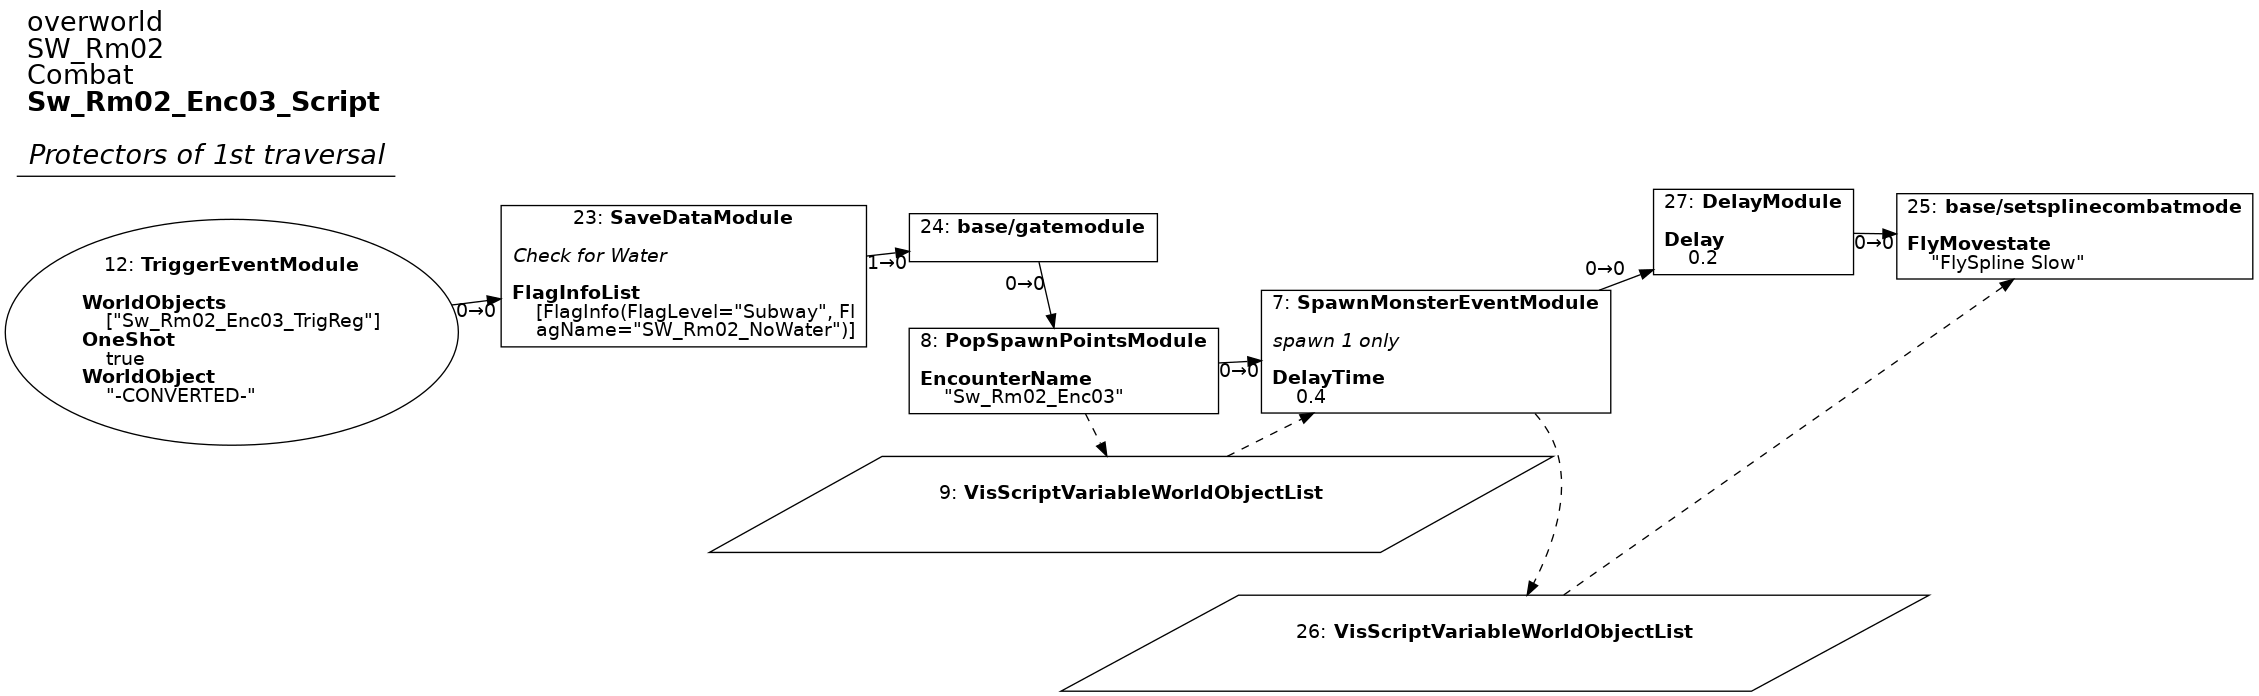 overworld
SW_Rm02
Combat
Sw_Rm02_Enc03_Script
Protectors of 1st traversal
12: TriggerEventModule
WorldObjects
["Sw_Rm02_Enc03_TrigReg"]
OneShot
true
WorldObject
"-CONVERTED-"
0→0
23: SaveDataModule
Check for Water
FlagInfoList
[FlagInfo(FlagLevel="Subway", Fl
agName="SW_Rm02_NoWater")]
1→0
24: base/gatemodule
0→0
8: PopSpawnPointsModule
EncounterName
"Sw_Rm02_Enc03"
0→0
7: SpawnMonsterEventModule
spawn 1 only
DelayTime
0.4
0→0
27: DelayModule
Delay
0.2
0→0
25: base/setsplinecombatmode
FlyMovestate
"FlySpline Slow"
9: VisScriptVariableWorldObjectList
26: VisScriptVariableWorldObjectList